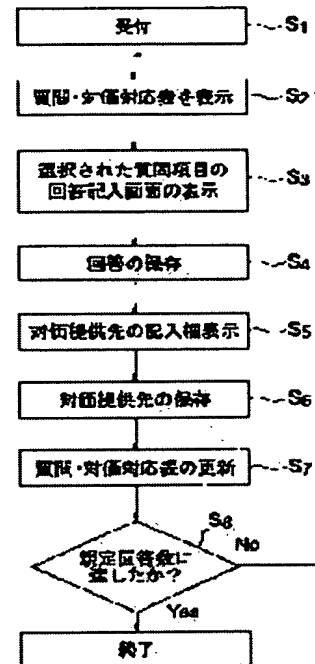 受付 S1
質問・対価対応表を表示 S2
選択された質問項目の
回答記入画面の表示 S3
回答の保存 S4
対価提供先の記入欄表示 S5
対価提供先の保存 S6
質問・対価対応表の更新 S7
S8
規定回答数に
達したか？
No
Yes
終了